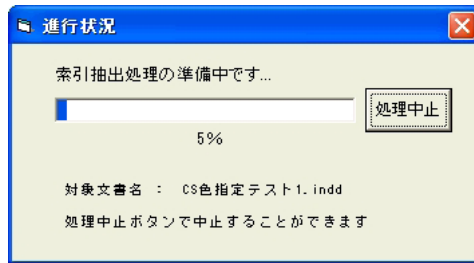 進行状況
索引抽出処理の準備中です...
処理中止
5%
対象文書名 ： CS色指定テスト1.indd
処理中止ボタンで中止することができます